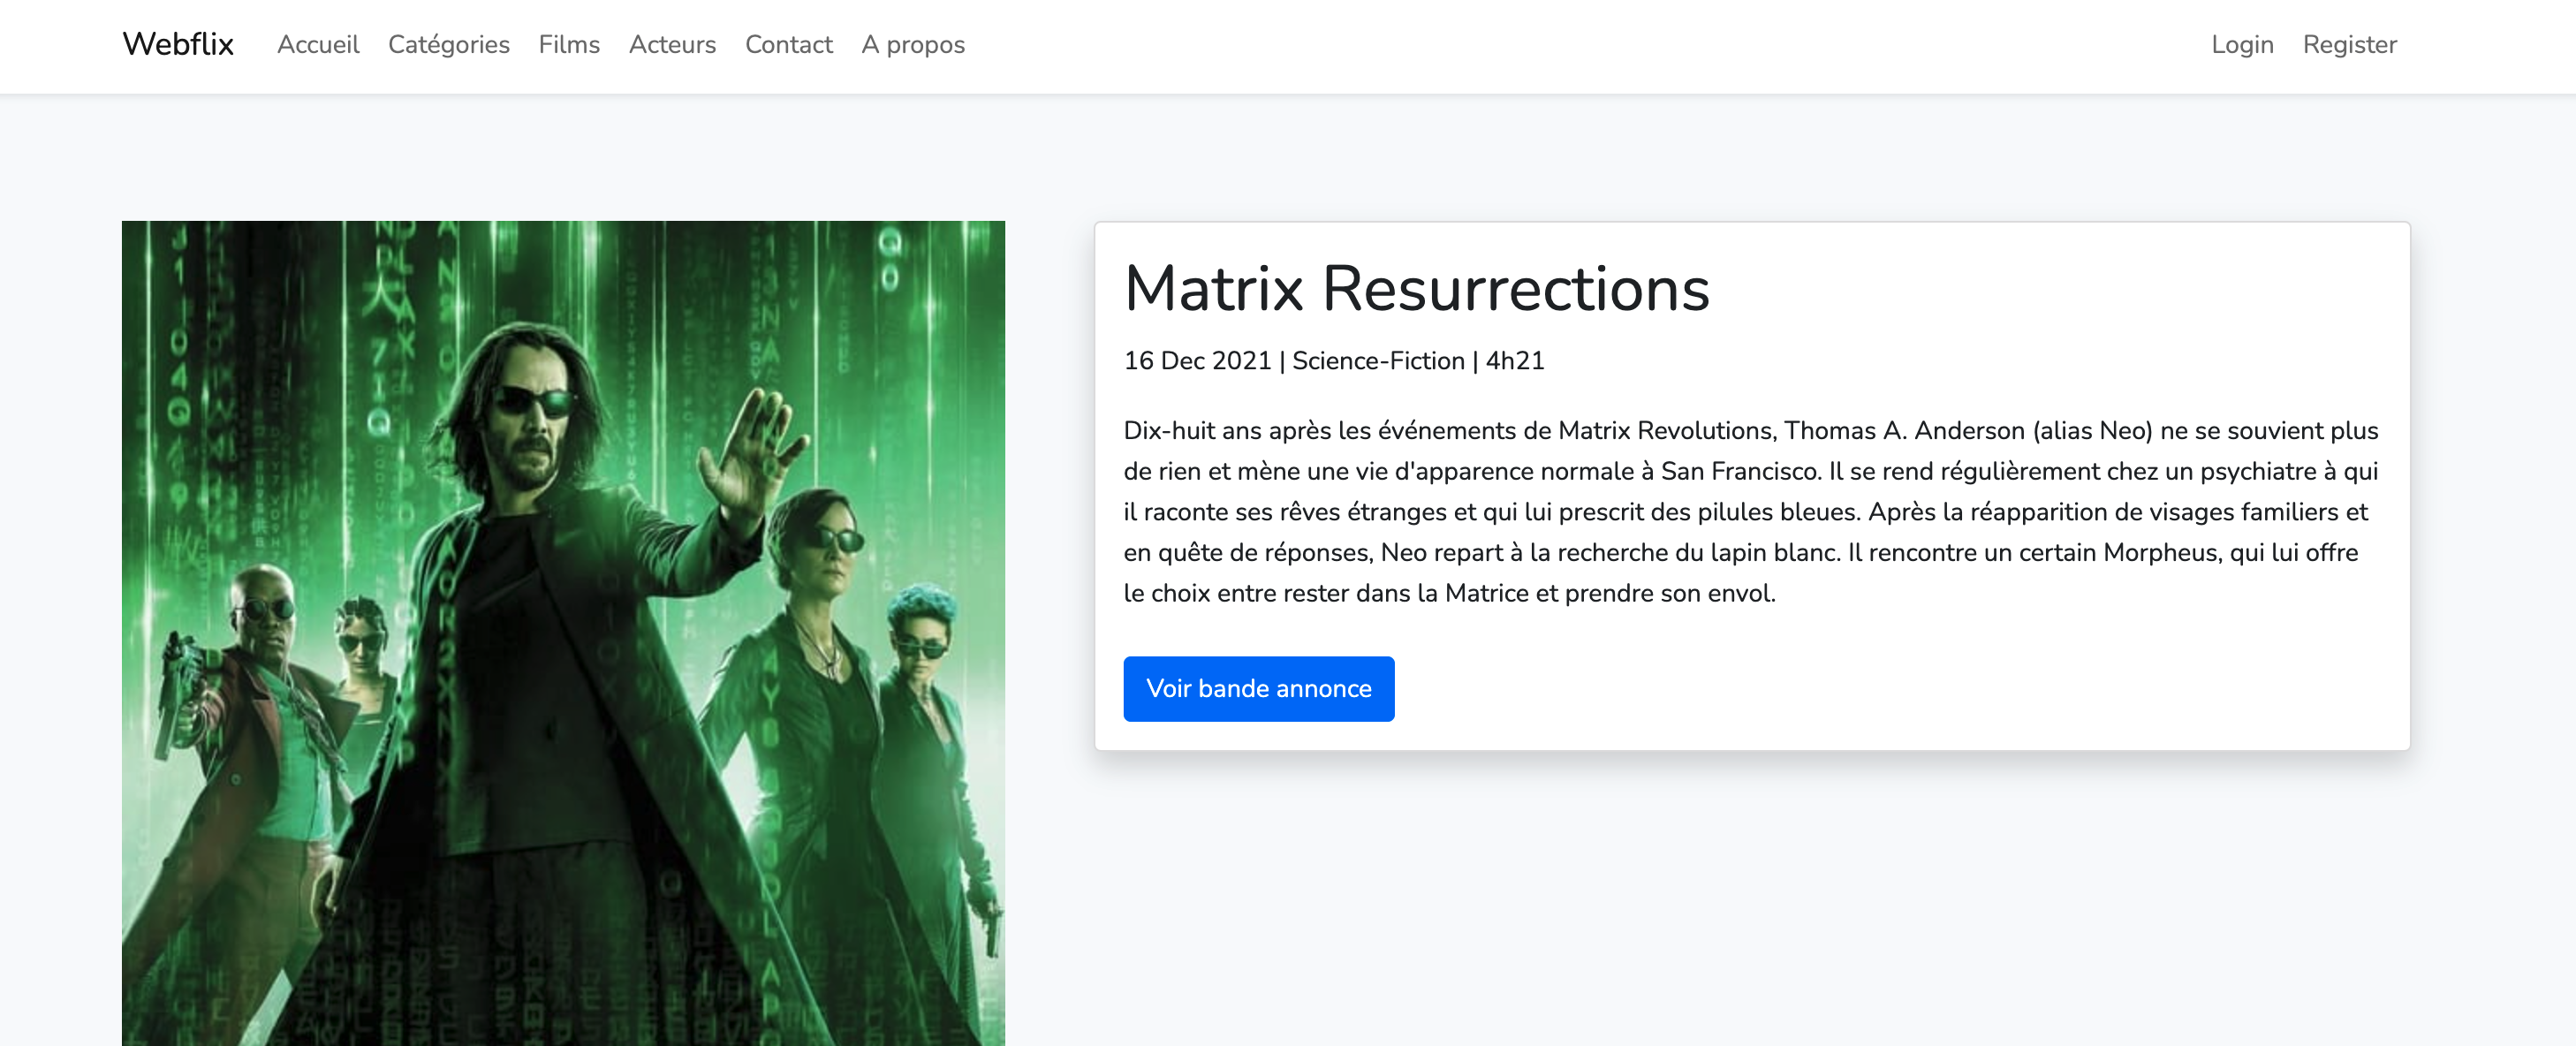 Webflix Accueil Catégories Films Acteurs Contact A propos Login Register
Matrix Resurrections
16 Dec 2021 | Science-Fiction | 4h21
Dix-huit ans après les événements de Matrix Revolutions, Thomas A. Anderson (alias Neo) ne se souvient plus
de rien et mène une vie d'apparence normale à San Francisco. Il se rend régulièrement chez un psychiatre à qui
il raconte ses rêves étranges et qui lui prescrit des pilules bleues. Après la réapparition de visages familiers et
en quête de réponses, Neo repart à la recherche du lapin blanc. Il rencontre un certain Morpheus, qui lui offre
le choix entre rester dans la Matrice et prendre son envol.
Voir bande annonce